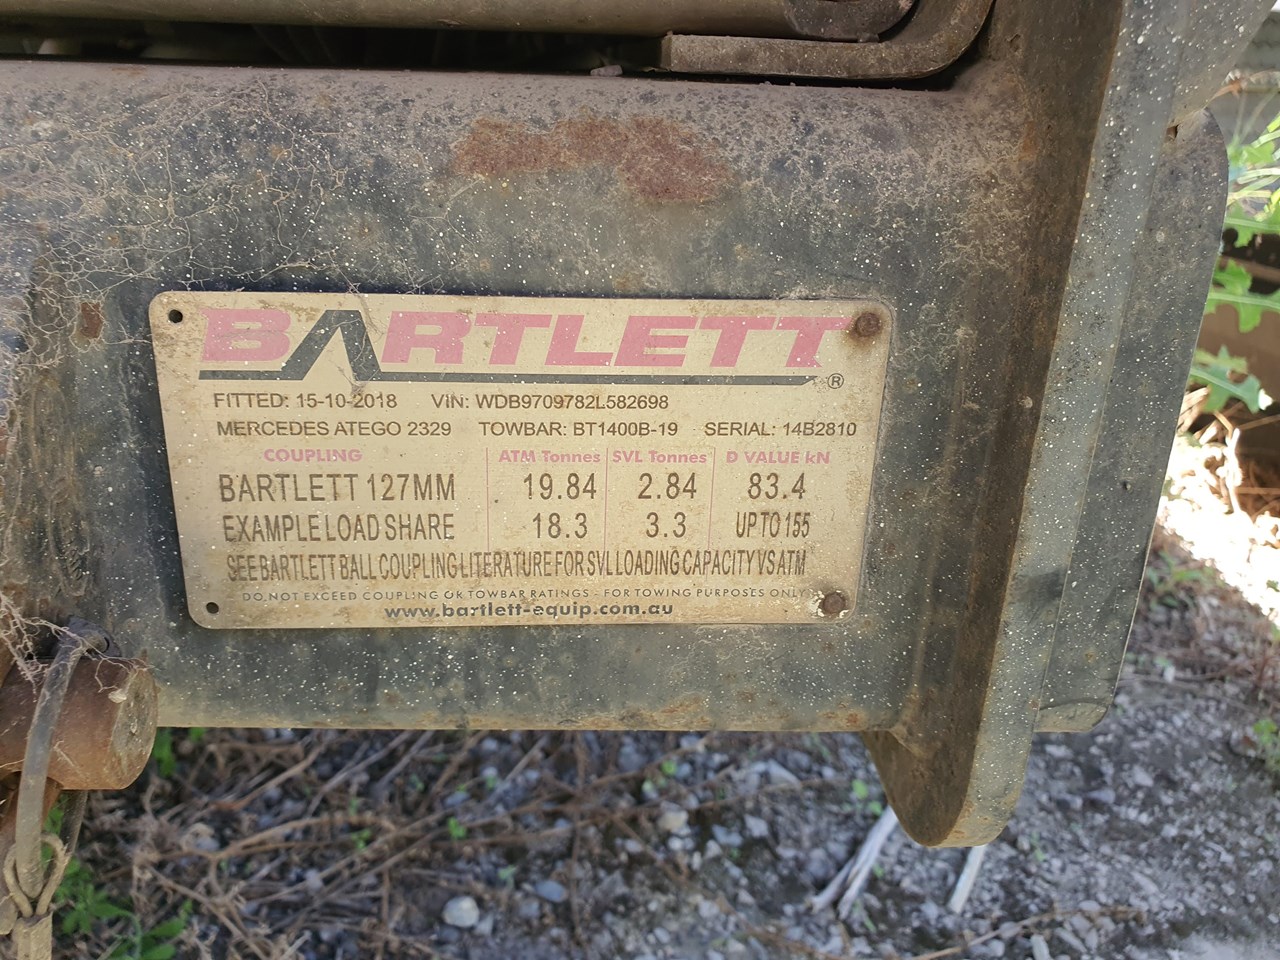 BARTLETT ®
FITTED: 15-10-2018 VIN: WDB9709782L582698
MERCEDES ATEGO 2329 TOWBAR: BT1400B-19 SERIAL: 14B2810
COUPLING ATM Tonnes SVL Tonnes D VALUE kN
BARTLETT 127MM 19.84 2.84 83.4
EXAMPLE LOAD SHARE 18.3 3.3 UP TO 155
SEE BARTLETT BALL COUPLING LITERATURE FOR SVL LOADING CAPACITY VS ATM
DO NOT EXCEED COUPLING OR TOWBAR RATINGS - FOR TOWING PURPOSES ONLY
www.bartlett-equip.com.au